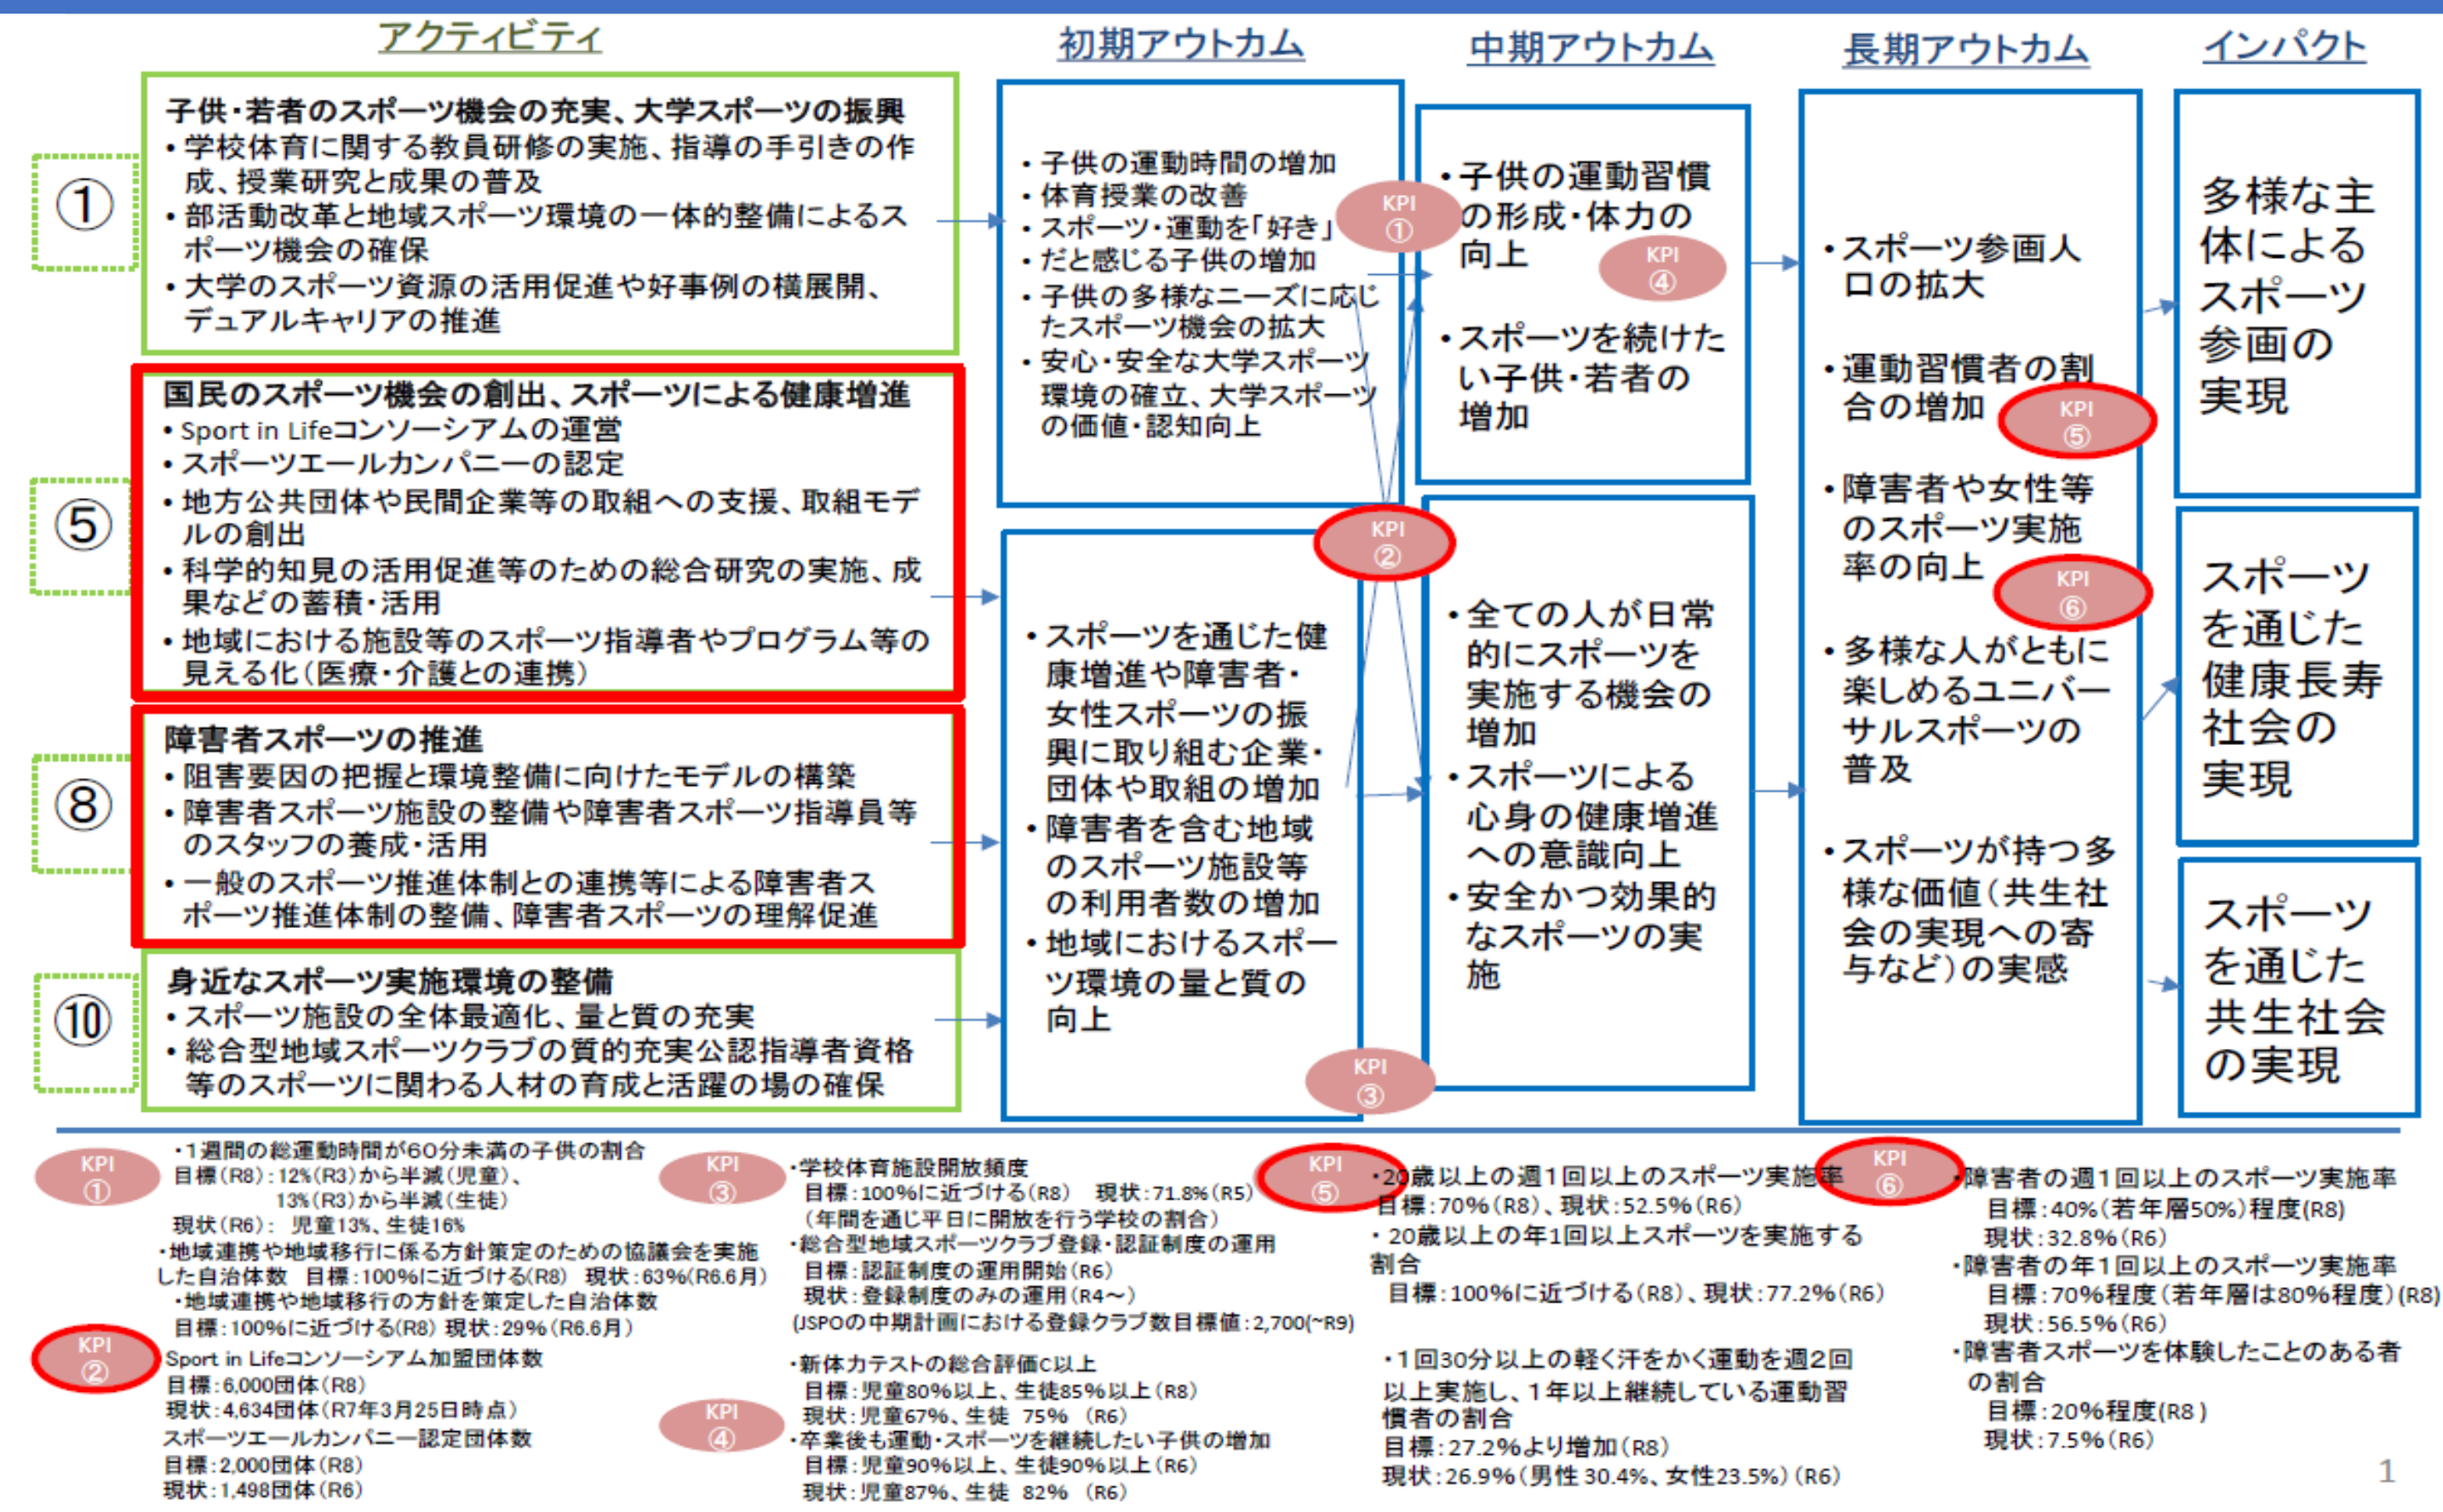 アクティビティ
初期アウトカム
中期アウトカム
長期アウトカム
インパクト
①
子供・若者のスポーツ機会の充実、大学スポーツの振興
・学校体育に関する教員研修の実施、指導の手引きの作
成、授業研究と成果の普及
・部活動改革と地域スポーツ環境の一体的整備によるス
ポーツ機会の確保
・大学のスポーツ資源の活用促進や好事例の横展開、
デュアルキャリアの推進
⑤
国民のスポーツ機会の創出、スポーツによる健康増進
・Sport in Lifeコンソーシアムの運営
・スポーツエールカンパニーの認定
・地方公共団体や民間企業等の取組への支援、取組モデ
ルの創出
・科学的知見の活用促進等のための総合研究の実施、成
果などの蓄積・活用
・地域における施設等のスポーツ指導者やプログラム等の
見える化（医療・介護との連携）
⑧
障害者スポーツの推進
・阻害要因の把握と環境整備に向けたモデルの構築
・障害者スポーツ施設の整備や障害者スポーツ指導員等
のスタッフの養成・活用
・一般のスポーツ推進体制との連携等による障害者ス
ポーツ推進体制の整備、障害者スポーツの理解促進
⑩
身近なスポーツ実施環境の整備
・スポーツ施設の全体最適化、量と質の充実
・総合型地域スポーツクラブの質的充実公認指導者資格
等のスポーツに関わる人材の育成と活躍の場の確保
・子供の運動時間の増加
・体育授業の改善
・スポーツ・運動を「好き」
・だと感じる子供の増加
・子供の多様なニーズに応じ
たスポーツ機会の拡大
・安心・安全な大学スポーツ
環境の確立、大学スポーツ
の価値・認知向上
KPI
①
KPI
②
・スポーツを通じた健
康増進や障害者・
女性スポーツの振
興に取り組む企業・
団体や取組の増加
・障害者を含む地域
のスポーツ施設等
の利用者数の増加
・地域におけるスポー
ツ環境の量と質の
向上
KPI
③
・子供の運動習慣
の形成・体力の
向上
KPI
④
・スポーツを続けた
い子供・若者の
増加
・全ての人が日常
的にスポーツを
実施する機会の
増加
・スポーツによる
心身の健康増進
への意識向上
・安全かつ効果的
なスポーツの実
施
・スポーツ参画人
口の拡大
・運動習慣者の割
合の増加
KPI
⑤
・障害者や女性等
のスポーツ実施
率の向上
KPI
⑥
・多様な人がともに
楽しめるユニバー
サルスポーツの
普及
・スポーツが持つ多
様な価値（共生社
会の実現への寄
与など）の実感
多様な主
体による
スポーツ
参画の
実現
スポーツ
を通じた
健康長寿
社会の
実現
スポーツ
を通じた
共生社会
の実現
KPI
①
・1週間の総運動時間が60分未満の子供の割合
目標（R8）：12%（R3）から半減（児童）、
13%（R3）から半減（生徒）
現状（R6）： 児童13%、生徒16%
・地域連携や地域移行に係る方針策定のための協議会を実施
した自治体数 目標：100%に近づける（R8） 現状：63%（R6.6月）
・地域連携や地域移行の方針を策定した自治体数
目標：100%に近づける（R8） 現状：29%（R6.6月）
KPI
②
Sport in Lifeコンソーシアム加盟団体数
目標：6,000団体（R8）
現状：4,634団体（R7年3月25日時点）
スポーツエールカンパニー認定団体数
目標：2,000団体（R8）
現状：1,498団体（R6）
KPI
③
・学校体育施設開放頻度
目標：100%に近づける（R8） 現状：71.8%（R5）
（年間を通じ平日に開放を行う学校の割合）
・総合型地域スポーツクラブ登録・認証制度の運用
目標：認証制度の運用開始（R6）
現状：登録制度のみの運用（R4～）
（JSPOの中期計画における登録クラブ数目標値：2,700(~R9)
KPI
④
・新体力テストの総合評価C以上
目標：児童80%以上、生徒85%以上（R8）
現状：児童67%、生徒 75% （R6）
・卒業後も運動・スポーツを継続したい子供の増加
目標：児童90%以上、生徒90%以上（R6）
現状：児童87%、生徒 82% （R6）
KPI
⑤
・20歳以上の週1回以上のスポーツ実施率
目標：70%（R8）、現状：52.5%（R6）
・20歳以上の年1回以上スポーツを実施する
割合
目標：100%に近づける（R8）、現状：77.2%（R6）
・1回30分以上の軽く汗をかく運動を週2回
以上実施し、1年以上継続している運動習
慣者の割合
目標：27.2%より増加（R8）
現状：26.9%（男性30.4%、女性23.5%）（R6）
KPI
⑥
・障害者の週1回以上のスポーツ実施率
目標：40%（若年層50%）程度(R8)
現状：32.8%（R6）
・障害者の年1回以上のスポーツ実施率
目標：70%程度（若年層は80%程度）(R8)
現状：56.5%（R6）
・障害者スポーツを体験したことのある者
の割合
目標：20%程度(R8)
現状：7.5%（R6）
1